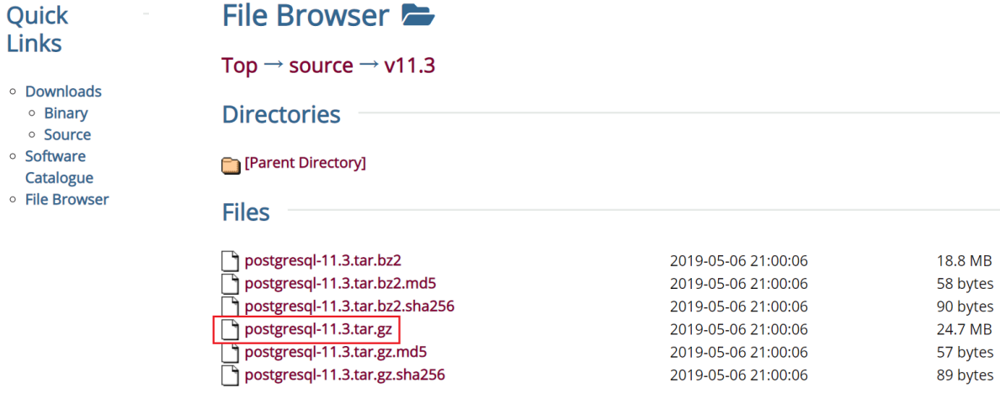 Quick
Links
Downloads
Binary
Source
Software
Catalogue
File Browser
File Browser
Top → source → v11.3
Directories
[Parent Directory]
Files
postgresql-11.3.tar.bz2 2019-05-06 21:00:06 18.8 MB
postgresql-11.3.tar.bz2.md5 2019-05-06 21:00:06 58 bytes
postgresql-11.3.tar.bz2.sha256 2019-05-06 21:00:06 90 bytes
postgresql-11.3.tar.gz 2019-05-06 21:00:06 24.7 MB
postgresql-11.3.tar.gz.md5 2019-05-06 21:00:06 57 bytes
postgresql-11.3.tar.gz.sha256 2019-05-06 21:00:06 89 bytes